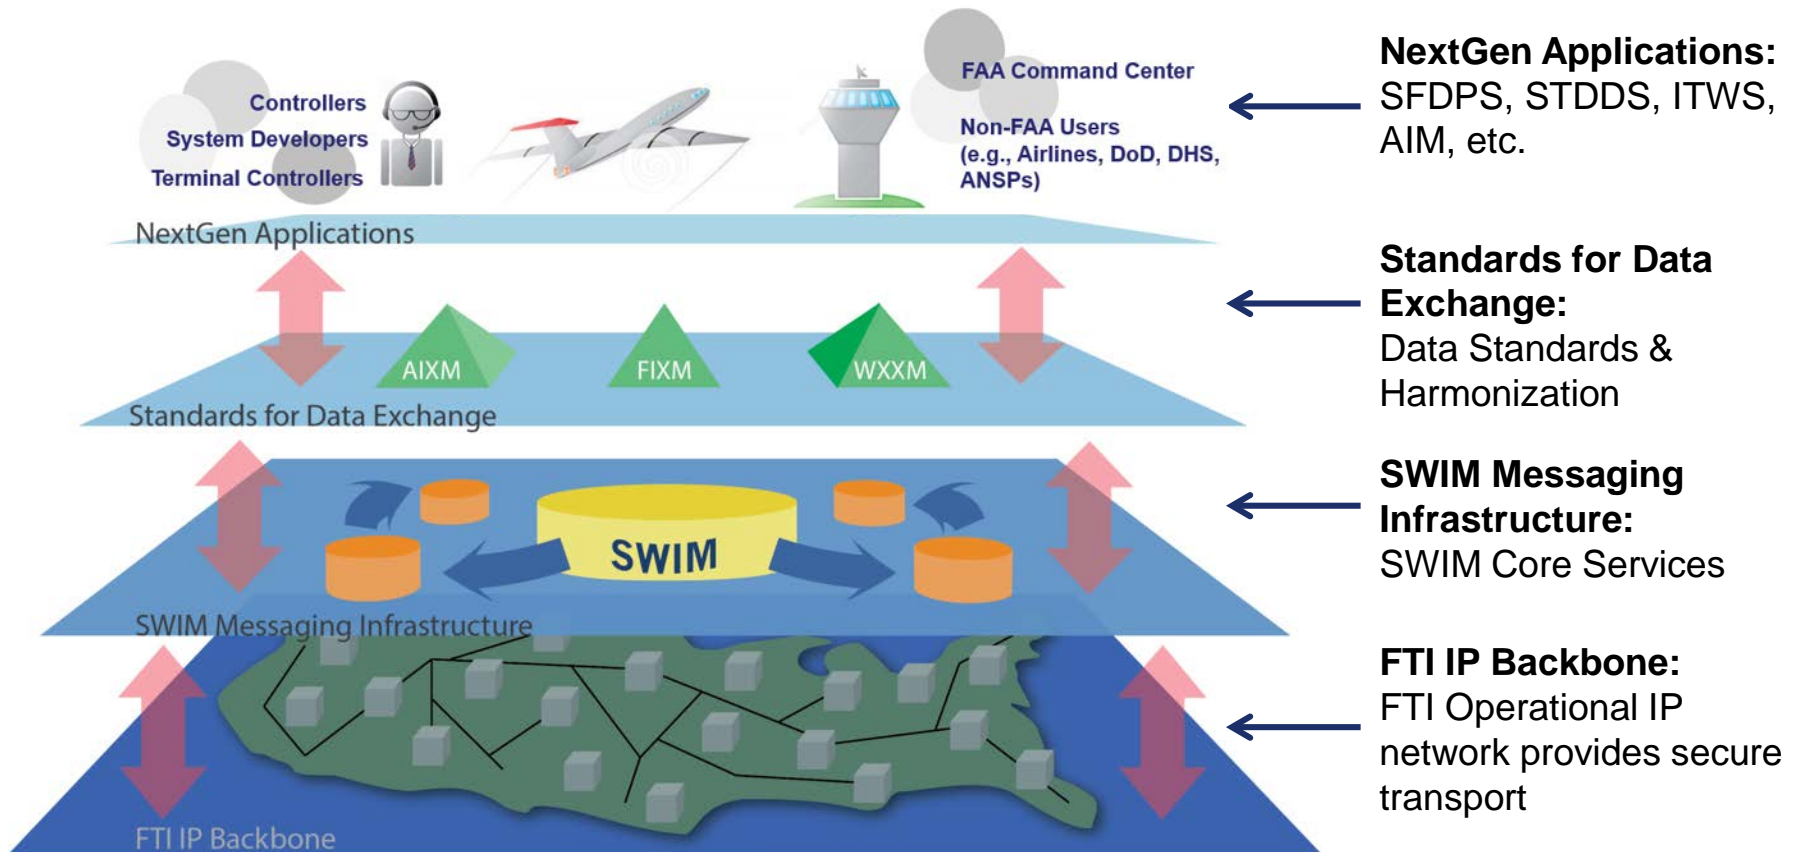 Controllers
System Developers
Terminal Controllers
FAA Command Center
Non-FAA Users
(e.g., Airlines, DoD, DHS,
ANSPs)
NextGen Applications
NextGen Applications:
SFDPS, STDDS, ITWS,
AIM, etc.
AIXM
FIXM
WXXM
Standards for Data Exchange
Standards for Data
Exchange:
Data Standards &
Harmonization
SWIM
SWIM Messaging Infrastructure
SWIM Messaging
Infrastructure:
SWIM Core Services
FTI IP Backbone
FTI IP Backbone:
FTI Operational IP
network provides secure
transport